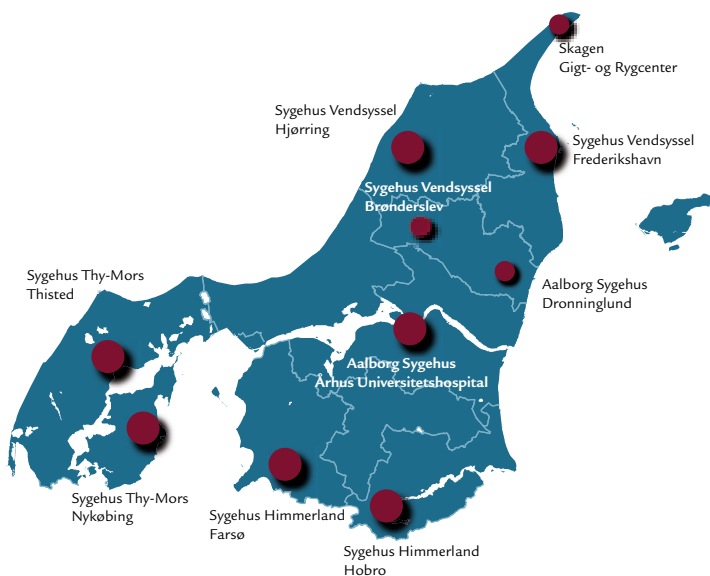 Skagen
Gigt- og Rygcenter
Sygehus Vendsyssel
Hjørring
Sygehus Vendsyssel
Frederikshavn
Sygehus Vendsyssel
Brønderslev
Sygehus Thy-Mors
Thisted
Aalborg Sygehus
Dronninglund
Aalborg Sygehus
Århus Universitetshospital
Sygehus Thy-Mors
Nykøbing
Sygehus Himmerland
Farsø
Sygehus Himmerland
Hobro